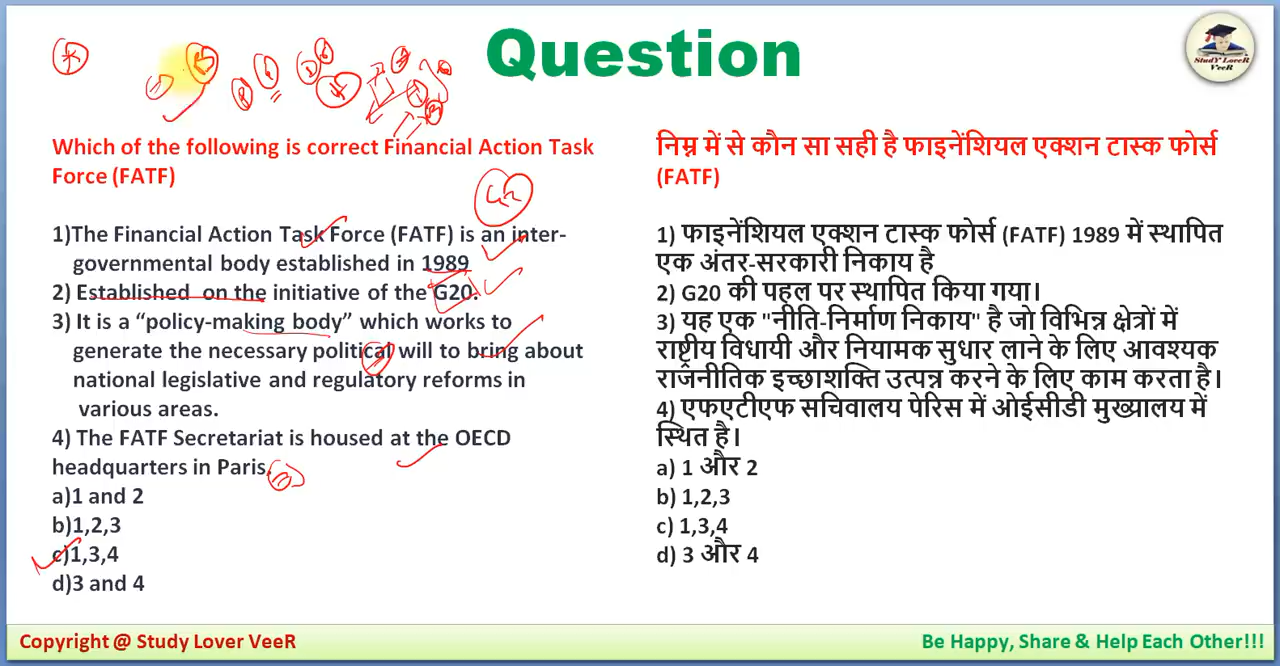 Question
StudY LoveR
VeeR
Which of the following is correct Financial Action Task
Force (FATF)
1)The Financial Action Task Force (FATF) is an inter-
governmental body established in 1989
2) Established on the initiative of the G20.
3) It is a “policy-making body” which works to
generate the necessary political will to bring about
national legislative and regulatory reforms in
various areas.
4) The FATF Secretariat is housed at the OECD
headquarters in Paris.
a)1 and 2
b)1,2,3
c)1,3,4
d)3 and 4
निम्न में से कौन सा सही है फाइनेंशियल एक्शन टास्क फोर्स
(FATF)
1) फाइनेंशियल एक्शन टास्क फोर्स (FATF) 1989 में स्थापित
एक अंतर-सरकारी निकाय है
2) G20 की पहल पर स्थापित किया गया।
3) यह एक "नीति-निर्माण निकाय" है जो विभिन्न क्षेत्रों में
राष्ट्रीय विधायी और नियामक सुधार लाने के लिए आवश्यक
राजनीतिक इच्छाशक्ति उत्पन्न करने के लिए काम करता है।
4) एफएटीएफ सचिवालय पेरिस में ओईसीडी मुख्यालय में
स्थित है।
a) 1 और 2
b) 1,2,3
c) 1,3,4
d) 3 और 4
Copyright @ Study Lover VeeR
Be Happy, Share & Help Each Other!!!